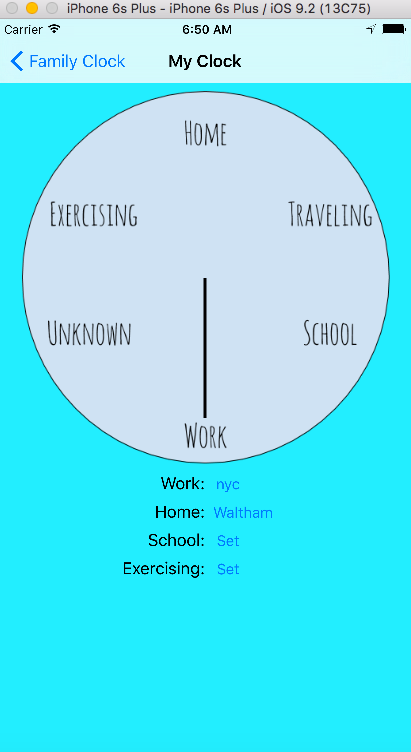 iPhone 6s Plus - iPhone 6s Plus / iOS 9.2 (13C75)
Carrier 6:50 AM
Family Clock My Clock
Home
Exercising Traveling
Unknown School
Work
Work: nyc
Home: Waltham
School: Set
Exercising: Set